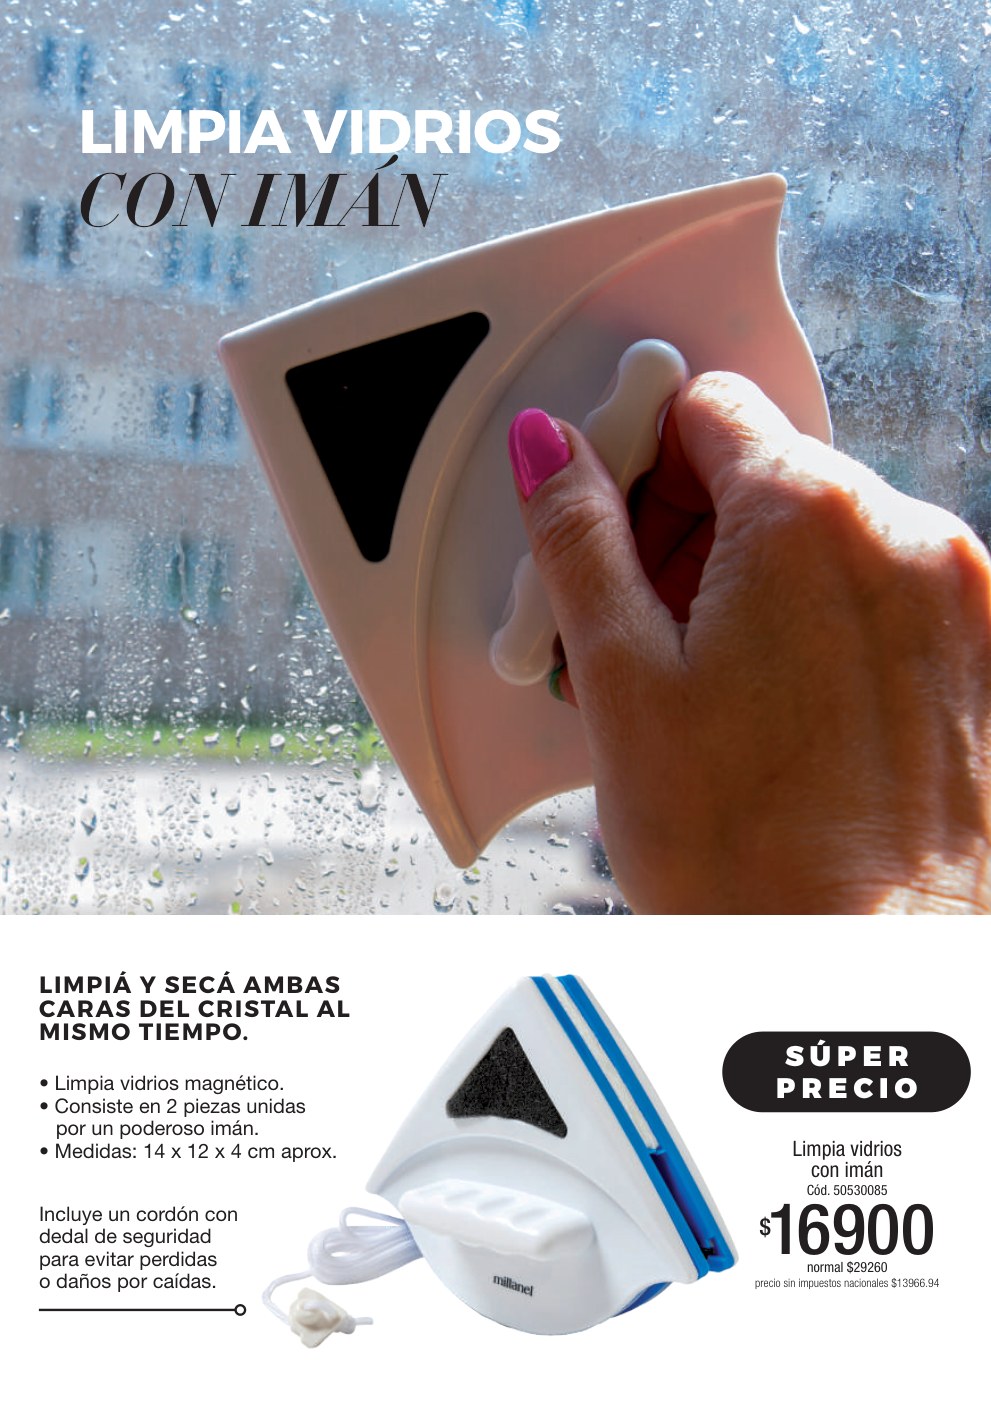 LIMPIA VIDRIOS
CON IMÁN
LIMPIÁ Y SECÁ AMBAS
CARAS DEL CRISTAL AL
MISMO TIEMPO.
• Limpia vidrios magnético.
• Consiste en 2 piezas unidas
por un poderoso imán.
• Medidas: 14 x 12 x 4 cm aprox.
Incluye un cordón con
dedal de seguridad
para evitar perdidas
o daños por caídas.
millanel
SÚPER
PRECIO
Limpia vidrios
con imán
Cód. 50530085
$16900
normal $29260
precio sin impuestos nacionales $13966.94